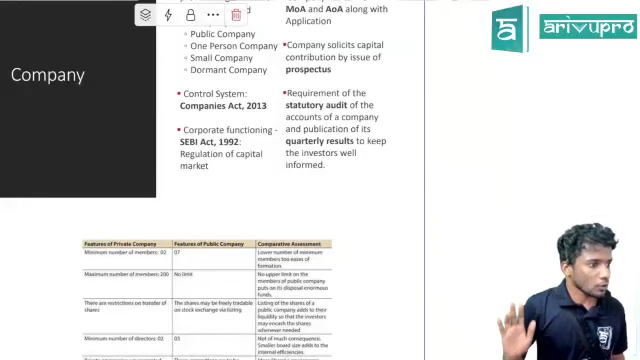 Company
Public Company
One Person Company
Small Company
Dormant Company
Control System:
Companies Act, 2013
Corporate functioning -
SEBI Act, 1992:
Regulation of capital
market
MoA and AoA along with
Application
Company solicits capital
contribution by issue of
prospectus
Requirement of the
statutory audit of the
accounts of a company
and publication of its
quarterly results to keep
the investors well
informed.
ARIVUPRO
Features of Private Company Features of Public Company Comparative Assessment
Minimum number of members: 02 07 Lower number of minimum
members too eases of
formation.
Maximum number of members: 200 No limit No upper limit on the
members of public company
puts on its disposal enormous
funds.
There are restrictions on transfer of
shares
The shares may be freely tradable
on stock exchange via listing
Listing of the shares of a
public company adds to their
liquidity so that the investors
may encash the shares
whenever needed
Minimum number of directors: 02 03 Not of much consequence.
Smaller board size adds to the
internal efficiencies.